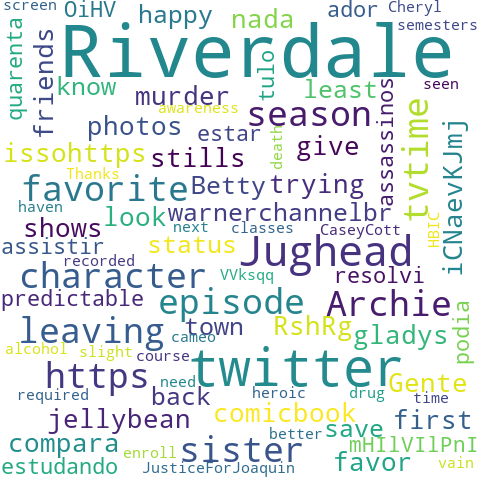 screen OiHV happy nada ador Cheryl
semesters
Riverdale
quarenta
friends
know
murder
awareness
tulo
least
assassinos
seen
season
tvtime
iCNaevKJmj
photos
estar
death
give
issohttps
stills
Thanks
favorite
Betty
trying
haven
look
warnerchannelbr
shows
next
classes
CaseyCott
HBIC
assistir
status
Jughead
recorded
character
VVksqq
resolvi
predictable
episode
Archie
podia
leaving
town
RshRg
gladys
cameo
alcohol
slight
course
twitter
https
Gente
required
back
need
heroic
drug
time
jellybean
comicbook
first
better
save
compara
sister
mHIlVIlPnI
enroll
favor
estudando
JusticeForJoaquin
vain